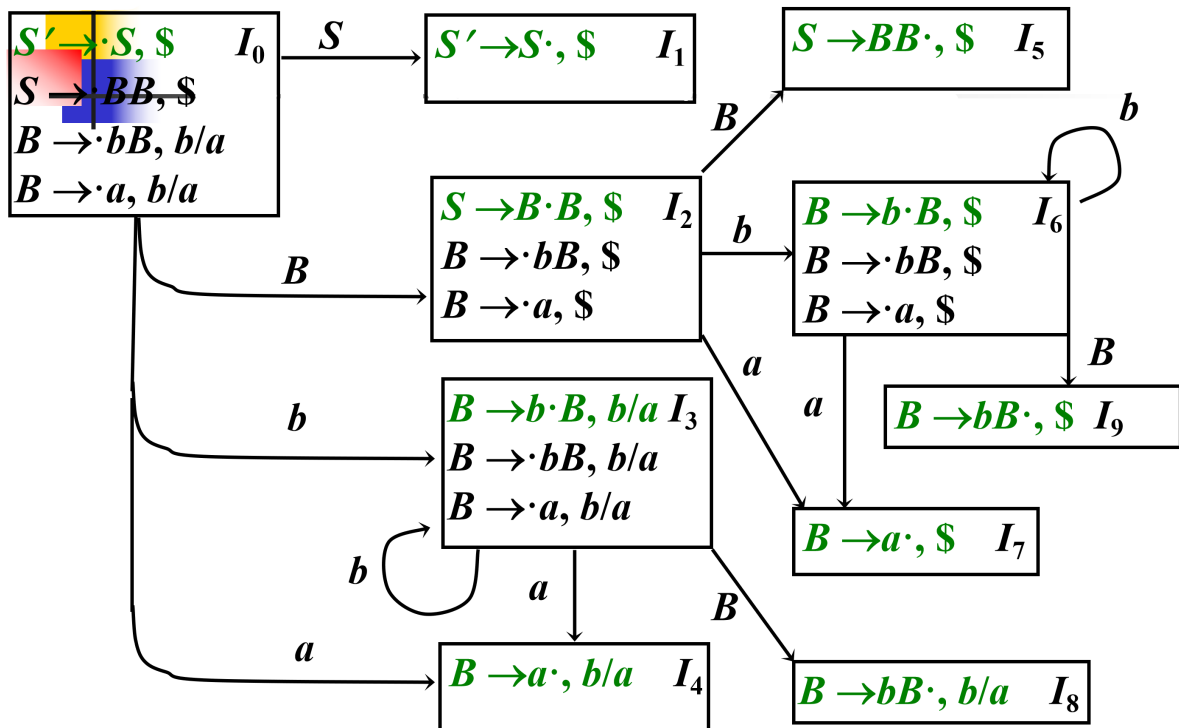 S′ → ·S, $ I₀
S → ·BB, $
B → ·bB, b/a
B → ·a, b/a
S
S′ → S·, $ I₁
S → BB·, $ I₅
B
b
S → B·B, $ I₂
B → ·bB, $
B → ·a, $
b
B → b·B, $ I₆
B → ·bB, $
B → ·a, $
B
a
a
B
B → bB·, $ I₉
b
B → b·B, b/a I₃
B → ·bB, b/a
B → ·a, b/a
B → a·, $ I₇
b
a
B
a
B → a·, b/a I₄
B → bB·, b/a I₈